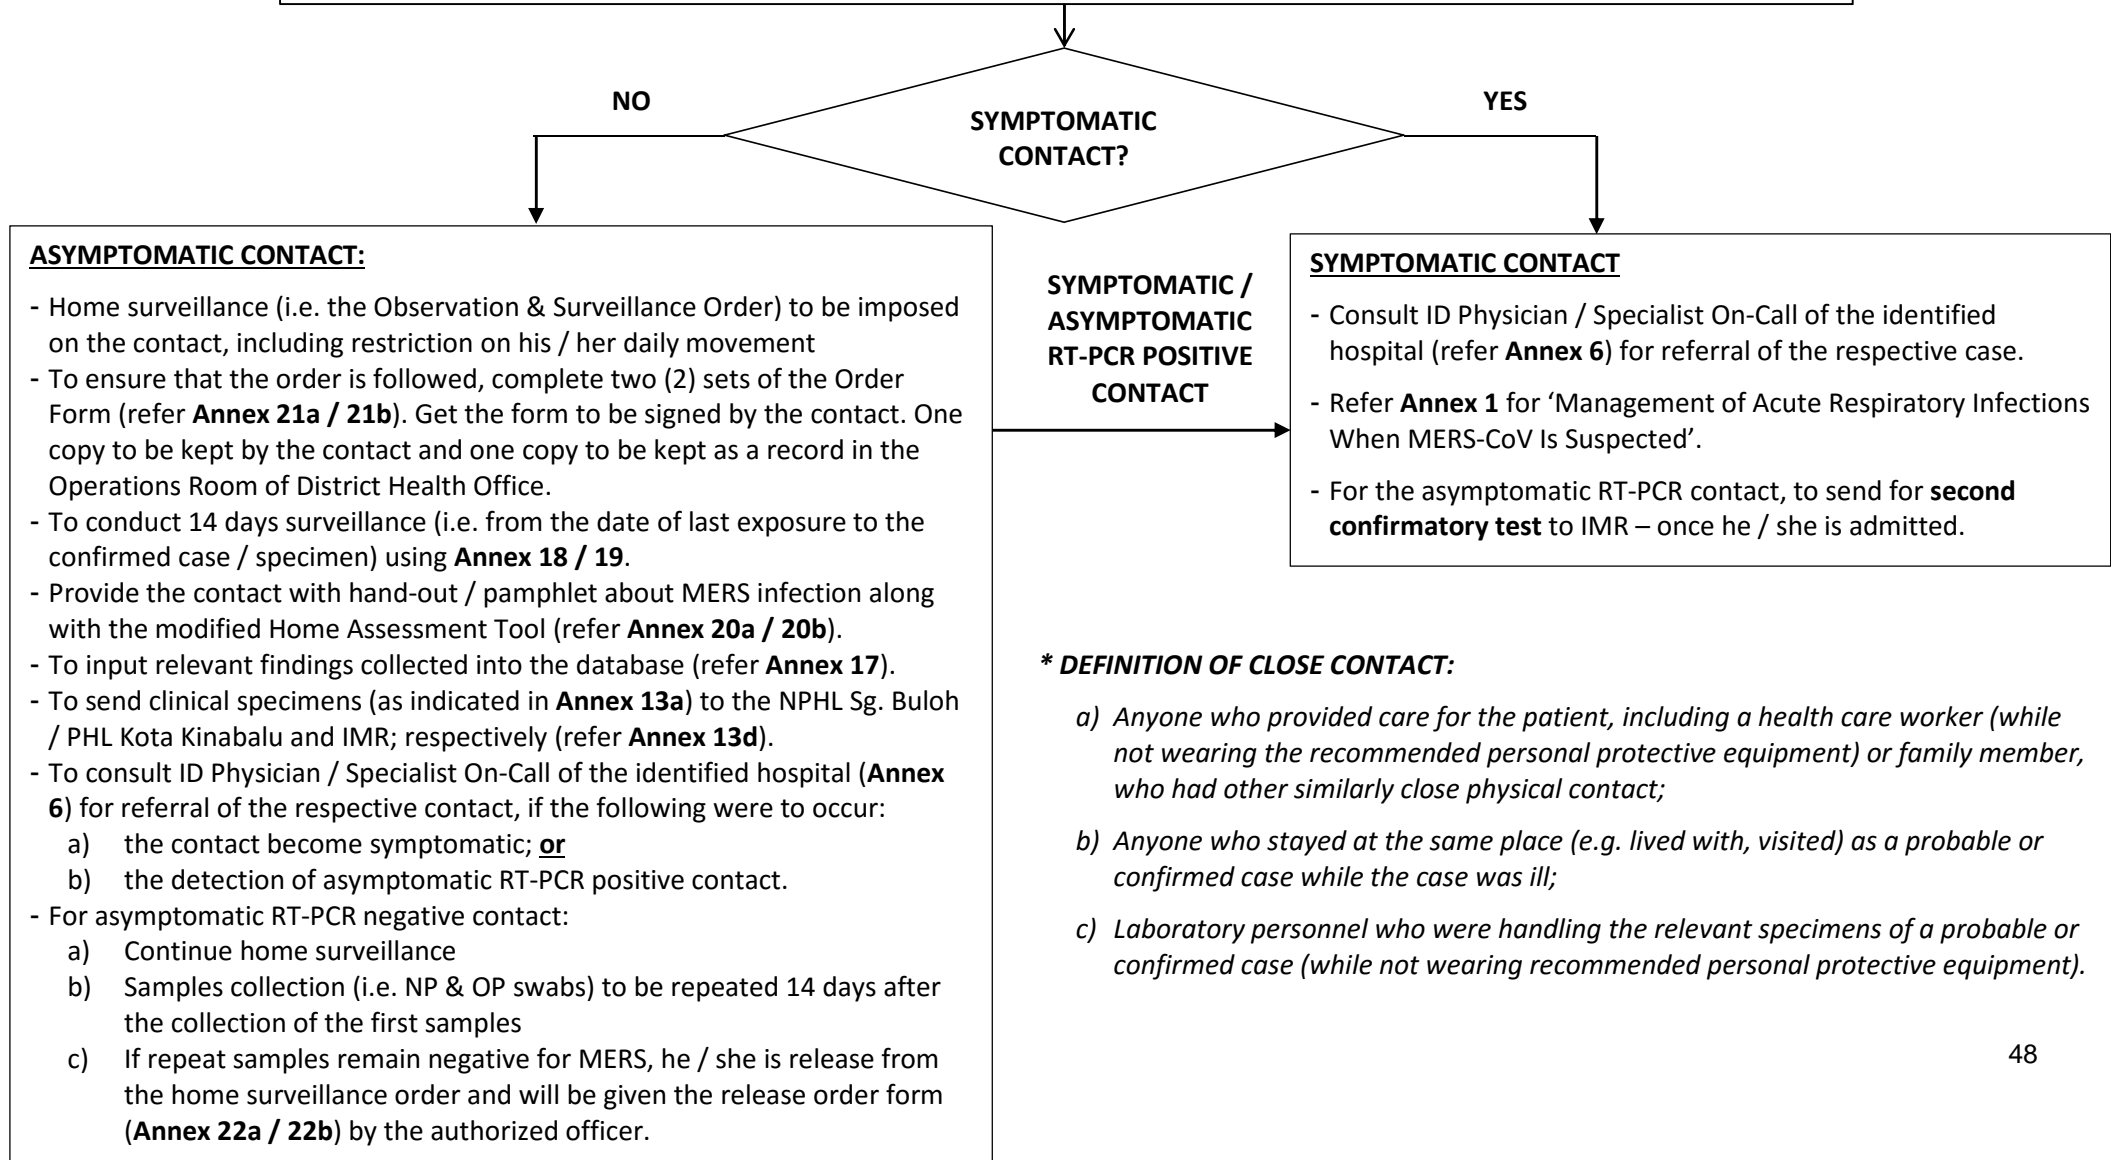 NO
YES
SYMPTOMATIC
CONTACT?
ASYMPTOMATIC CONTACT:
- Home surveillance (i.e. the Observation & Surveillance Order) to be imposed
on the contact, including restriction on his / her daily movement
- To ensure that the order is followed, complete two (2) sets of the Order
Form (refer Annex 21a / 21b). Get the form to be signed by the contact. One
copy to be kept by the contact and one copy to be kept as a record in the
Operations Room of District Health Office.
- To conduct 14 days surveillance (i.e. from the date of last exposure to the
confirmed case / specimen) using Annex 18 / 19.
- Provide the contact with hand-out / pamphlet about MERS infection along
with the modified Home Assessment Tool (refer Annex 20a / 20b).
- To input relevant findings collected into the database (refer Annex 17).
- To send clinical specimens (as indicated in Annex 13a) to the NPHL Sg. Buloh
/ PHL Kota Kinabalu and IMR; respectively (refer Annex 13d).
- To consult ID Physician / Specialist On-Call of the identified hospital (Annex
6) for referral of the respective contact, if the following were to occur:
a) the contact become symptomatic; or
b) the detection of asymptomatic RT-PCR positive contact.
- For asymptomatic RT-PCR negative contact:
a) Continue home surveillance
b) Samples collection (i.e. NP & OP swabs) to be repeated 14 days after
the collection of the first samples
c) If repeat samples remain negative for MERS, he / she is release from
the home surveillance order and will be given the release order form
(Annex 22a / 22b) by the authorized officer.
SYMPTOMATIC /
ASYMPTOMATIC
RT-PCR POSITIVE
CONTACT
SYMPTOMATIC CONTACT
- Consult ID Physician / Specialist On-Call of the identified
hospital (refer Annex 6) for referral of the respective case.
- Refer Annex 1 for ‘Management of Acute Respiratory Infections
When MERS-CoV Is Suspected’.
- For the asymptomatic RT-PCR contact, to send for second
confirmatory test to IMR – once he / she is admitted.
* DEFINITION OF CLOSE CONTACT:
a) Anyone who provided care for the patient, including a health care worker (while
not wearing the recommended personal protective equipment) or family member,
who had other similarly close physical contact;
b) Anyone who stayed at the same place (e.g. lived with, visited) as a probable or
confirmed case while the case was ill;
c) Laboratory personnel who were handling the relevant specimens of a probable or
confirmed case (while not wearing recommended personal protective equipment).
48